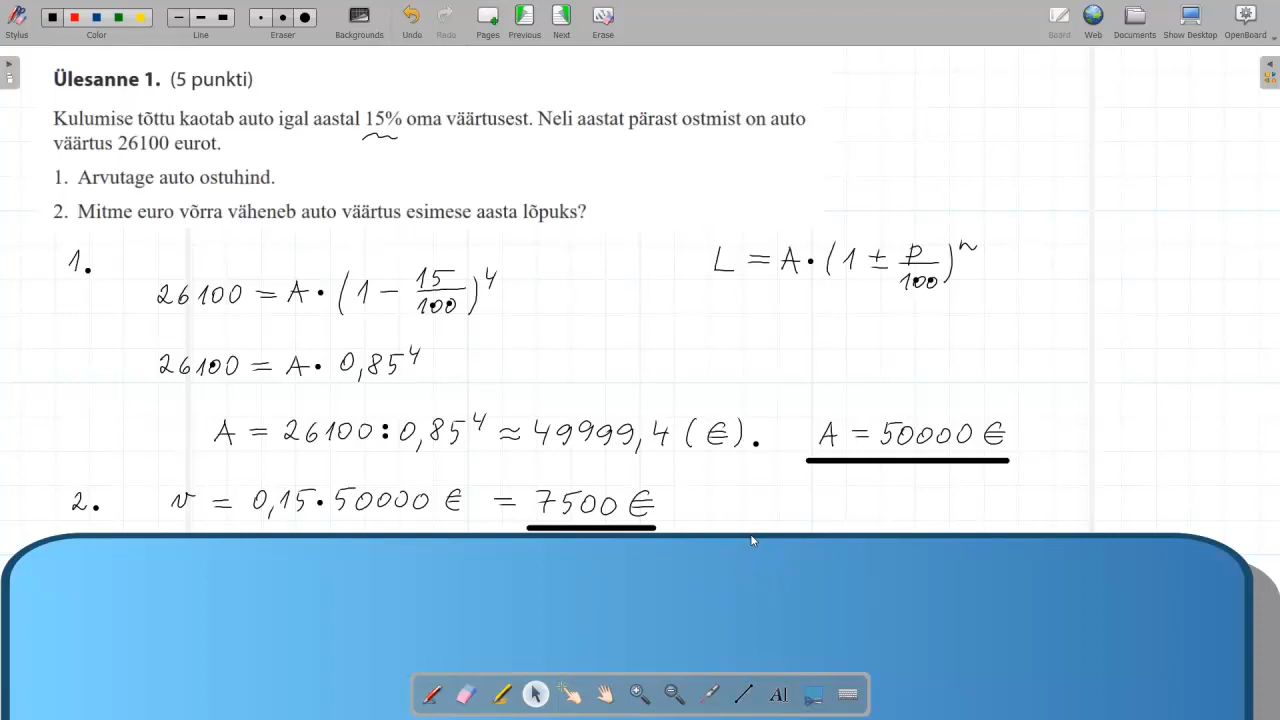 Stylus Color Line Eraser Backgrounds Undo Redo Pages Previous Next Erase Board Web Documents Show Desktop OpenBoard
Ülesanne 1. (5 punkti)
Kulumise tõttu kaotab auto igal aastal 15% oma väärtusest. Neli aastat pärast ostmist on auto
väärtus 26100 eurot.
1. Arvutage auto ostuhind.
2. Mitme euro võrra väheneb auto väärtus esimese aasta lõpuks?
1.
L = A · (1 ± p/100)^n
26100 = A · (1 − 15/100)^4
26100 = A · 0,85^4
A = 26100 : 0,85^4 ≈ 49999,4 (€). A = 50000 €
2. v = 0,15 · 50000 € = 7500 €
AI